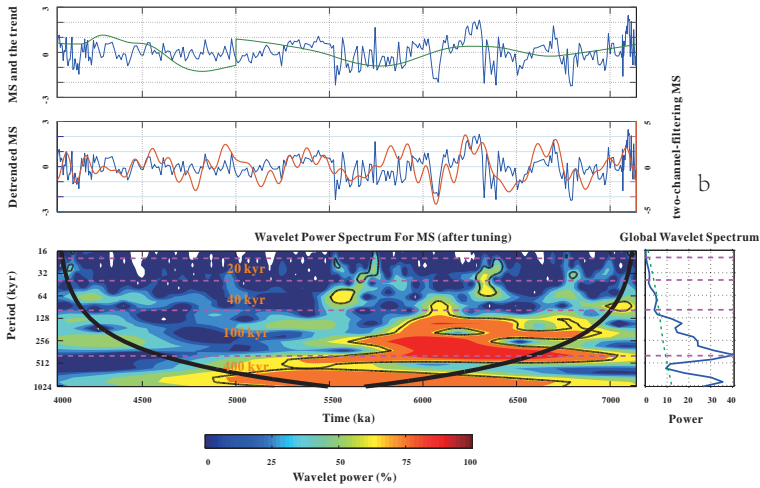 MS and the trend
3
0
-3
Detrended MS
3
0
-3
5
0
-5
two-channel-filtering MS
b
Wavelet Power Spectrum For MS (after tuning)
Global Wavelet Spectrum
Period (kyr)
16
32
64
128
256
512
1024
20 kyr
40 kyr
100 kyr
400 kyr
4000 4500 5000 5500 6000 6500 7000
0 10 20 30 40
Time (ka)
Power
0 25 50 75 100
Wavelet power (%)